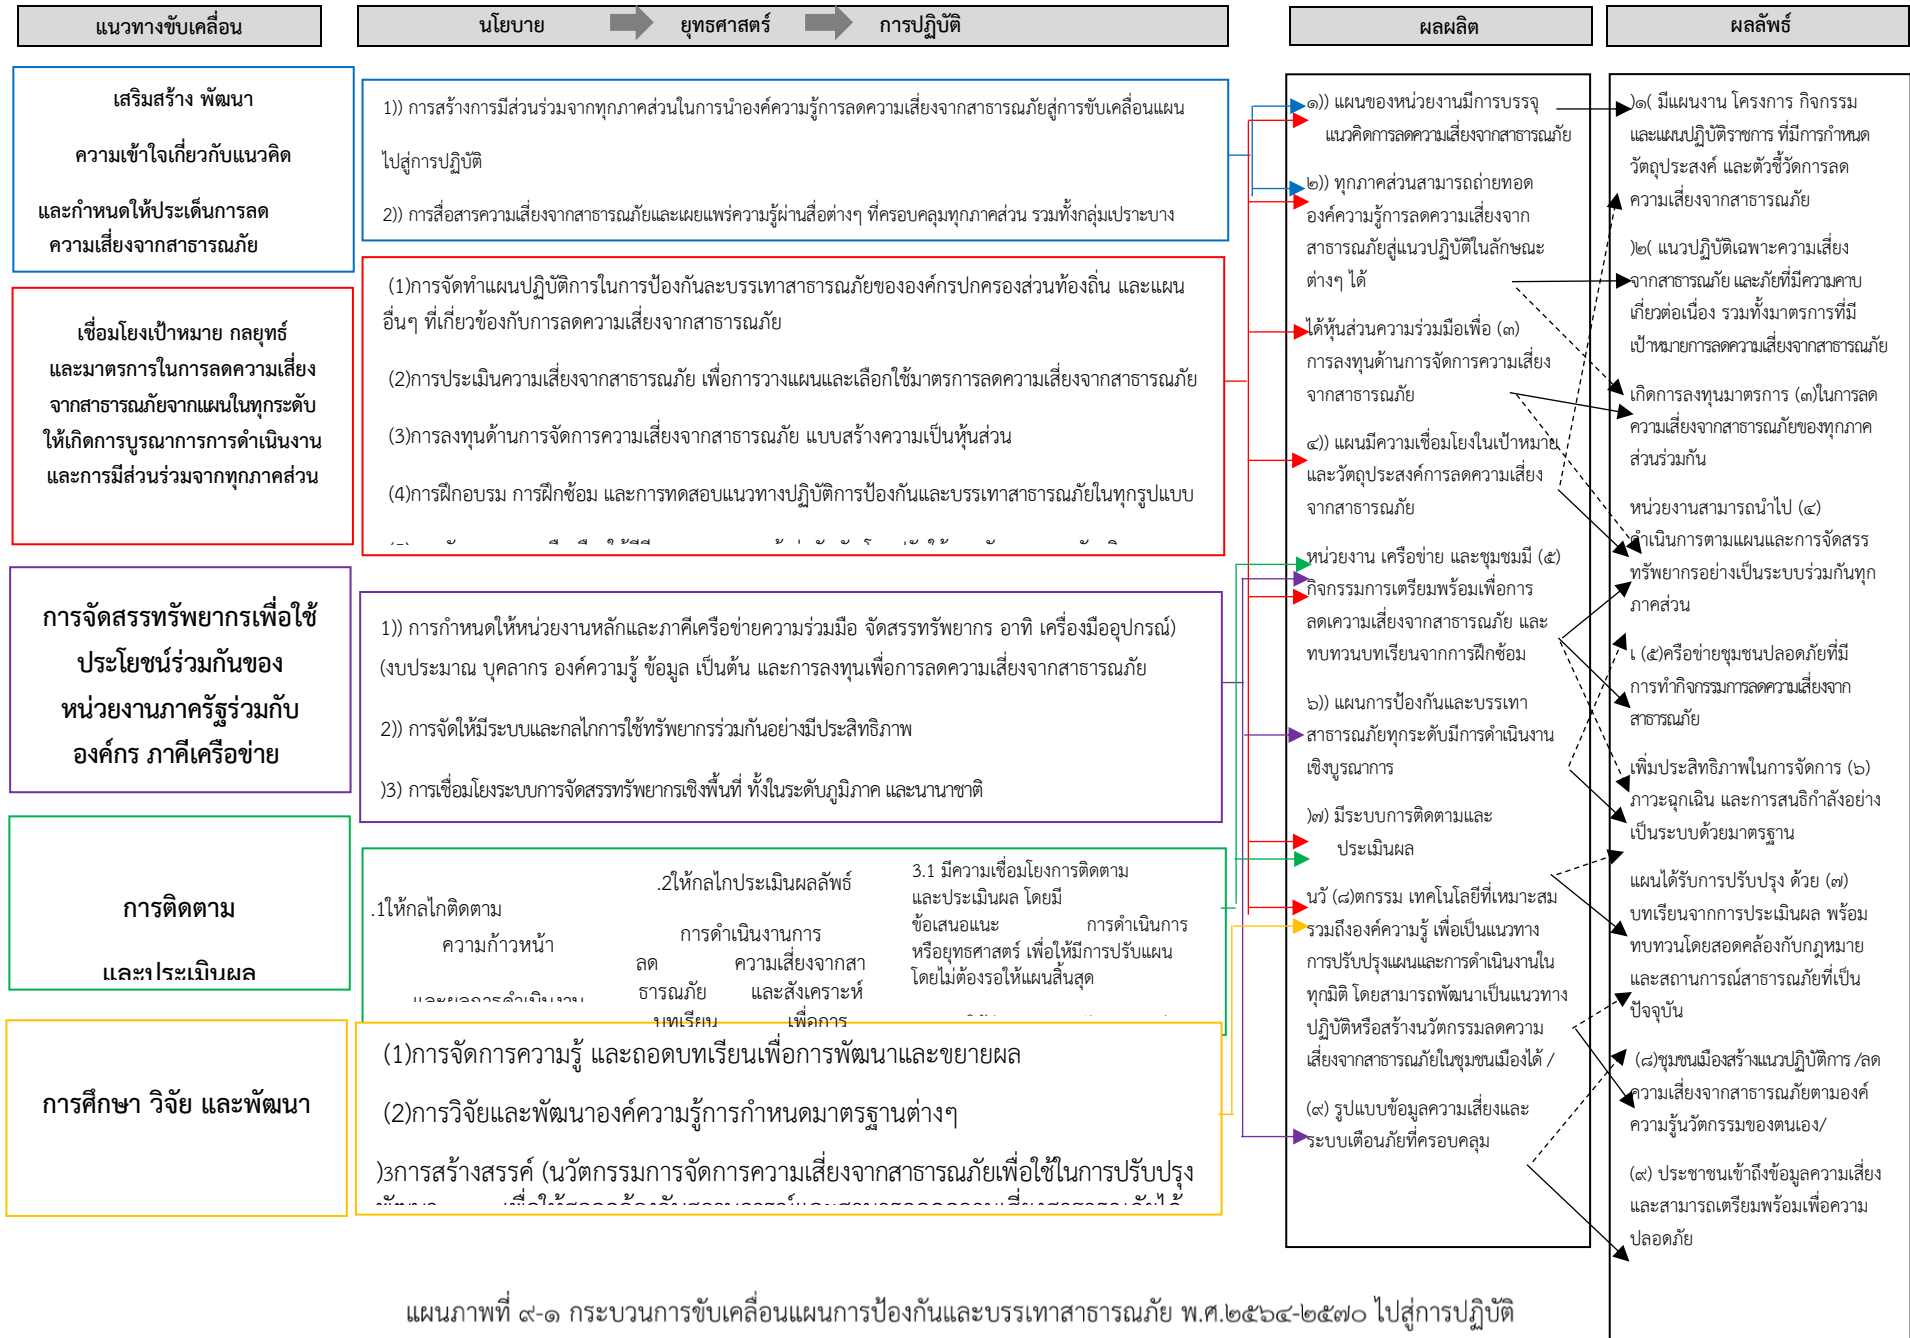 แนวทางขับเคลื่อน
นโยบาย ยุทธศาสตร์ การปฏิบัติ
ผลผลิต
ผลลัพธ์
เสริมสร้าง พัฒนา
ความเข้าใจเกี่ยวกับแนวคิด
และกำหนดให้ประเด็นการลด
ความเสี่ยงจากสาธารณภัย
1)) การสร้างการมีส่วนร่วมจากทุกภาคส่วนในการนำองค์ความรู้การลดความเสี่ยงจากสาธารณภัยสู่การขับเคลื่อนแผน
ไปสู่การปฏิบัติ
2)) การสื่อสารความเสี่ยงจากสาธารณภัยและเผยแพร่ความรู้ผ่านสื่อต่างๆ ที่ครอบคลุมทุกภาคส่วน รวมทั้งกลุ่มเปราะบาง
เชื่อมโยงเป้าหมาย กลยุทธ์
และมาตรการในการลดความเสี่ยง
จากสาธารณภัยจากแผนในทุกระดับ
ให้เกิดการบูรณาการการดำเนินงาน
และการมีส่วนร่วมจากทุกภาคส่วน
(1)การจัดทำแผนปฏิบัติการในการป้องกันละบรรเทาสาธารณภัยขององค์กรปกครองส่วนท้องถิ่น และแผน
อื่นๆ ที่เกี่ยวข้องกับการลดความเสี่ยงจากสาธารณภัย
(2)การประเมินความเสี่ยงจากสาธารณภัย เพื่อการวางแผนและเลือกใช้มาตรการลดความเสี่ยงจากสาธารณภัย
(3)การลงทุนด้านการจัดการความเสี่ยงจากสาธารณภัย แบบสร้างความเป็นหุ้นส่วน
(4)การฝึกอบรม การฝึกซ้อม และการทดสอบแนวทางปฏิบัติการป้องกันและบรรเทาสาธารณภัยในทุกรูปแบบ
การจัดสรรทรัพยากรเพื่อใช้
ประโยชน์ร่วมกันของ
หน่วยงานภาครัฐร่วมกับ
องค์กร ภาคีเครือข่าย
1)) การกำหนดให้หน่วยงานหลักและภาคีเครือข่ายความร่วมมือ จัดสรรทรัพยากร อาทิ เครื่องมืออุปกรณ์)
(งบประมาณ บุคลากร องค์ความรู้ ข้อมูล เป็นต้น และการลงทุนเพื่อการลดความเสี่ยงจากสาธารณภัย
2)) การจัดให้มีระบบและกลไกการใช้ทรัพยากรร่วมกันอย่างมีประสิทธิภาพ
)3) การเชื่อมโยงระบบการจัดสรรทรัพยากรเชิงพื้นที่ ทั้งในระดับภูมิภาค และนานาชาติ
การติดตาม
และประเมินผล
.1ให้กลไกติดตาม
ความก้าวหน้า
และผลการดำเนินงาน
.2ให้กลไกประเมินผลลัพธ์
การดำเนินงานการ
ลด ความเสี่ยงจากสา
ธารณภัย และสังเคราะห์
บทเรียน เพื่อการ
3.1 มีความเชื่อมโยงการติดตาม
และประเมินผล โดยมี
ข้อเสนอแนะ การดำเนินการ
หรือยุทธศาสตร์ เพื่อให้มีการปรับแผน
โดยไม่ต้องรอให้แผนสิ้นสุด
การศึกษา วิจัย และพัฒนา
(1)การจัดการความรู้ และถอดบทเรียนเพื่อการพัฒนาและขยายผล
(2)การวิจัยและพัฒนาองค์ความรู้การกำหนดมาตรฐานต่างๆ
)3การสร้างสรรค์ (นวัตกรรมการจัดการความเสี่ยงจากสาธารณภัยเพื่อใช้ในการปรับปรุง
๑)) แผนของหน่วยงานมีการบรรจุ
แนวคิดการลดความเสี่ยงจากสาธารณภัย
๒)) ทุกภาคส่วนสามารถถ่ายทอด
องค์ความรู้การลดความเสี่ยงจาก
สาธารณภัยสู่แนวปฏิบัติในลักษณะ
ต่างๆ ได้
ได้หุ้นส่วนความร่วมมือเพื่อ (๓)
การลงทุนด้านการจัดการความเสี่ยง
จากสาธารณภัย
๔)) แผนมีความเชื่อมโยงในเป้าหมาย
และวัตถุประสงค์การลดความเสี่ยง
จากสาธารณภัย
หน่วยงาน เครือข่าย และชุมชมมี (๕)
กิจกรรมการเตรียมพร้อมเพื่อการ
ลดเความเสี่ยงจากสาธารณภัย และ
ทบทวนบทเรียนจากการฝึกซ้อม
๖)) แผนการป้องกันและบรรเทา
สาธารณภัยทุกระดับมีการดำเนินงาน
เชิงบูรณาการ
)๗) มีระบบการติดตามและ
ประเมินผล
นวั (๘)ตกรรม เทคโนโลยีที่เหมาะสม
รวมถึงองค์ความรู้ เพื่อเป็นแนวทาง
การปรับปรุงแผนและการดำเนินงานใน
ทุกมิติ โดยสามารถพัฒนาเป็นแนวทาง
ปฏิบัติหรือสร้างนวัตกรรมลดความ
เสี่ยงจากสาธารณภัยในชุมชนเมืองได้ /
(๙) รูปแบบข้อมูลความเสี่ยงและ
ระบบเตือนภัยที่ครอบคลุม
)๑( มีแผนงาน โครงการ กิจกรรม
และแผนปฏิบัติราชการ ที่มีการกำหนด
วัตถุประสงค์ และตัวชี้วัดการลด
ความเสี่ยงจากสาธารณภัย
)๒( แนวปฏิบัติเฉพาะความเสี่ยง
จากสาธารณภัย และภัยที่มีความคาบ
เกี่ยวต่อเนื่อง รวมทั้งมาตรการที่มี
เป้าหมายการลดความเสี่ยงจากสาธารณภัย
เกิดการลงทุนมาตรการ (๓)ในการลด
ความเสี่ยงจากสาธารณภัยของทุกภาค
ส่วนร่วมกัน
หน่วยงานสามารถนำไป (๔)
ดำเนินการตามแผนและการจัดสรร
ทรัพยากรอย่างเป็นระบบร่วมกันทุก
ภาคส่วน
เ (๕)ครือข่ายชุมชนปลอดภัยที่มี
การทำกิจกรรมการลดความเสี่ยงจาก
สาธารณภัย
เพิ่มประสิทธิภาพในการจัดการ (๖)
ภาวะฉุกเฉิน และการสนธิกำลังอย่าง
เป็นระบบด้วยมาตรฐาน
แผนได้รับการปรับปรุง ด้วย (๗)
บทเรียนจากการประเมินผล พร้อม
ทบทวนโดยสอดคล้องกับกฎหมาย
และสถานการณ์สาธารณภัยที่เป็น
ปัจจุบัน
(๘)ชุมชนเมืองสร้างแนวปฏิบัติการ /ลด
ความเสี่ยงจากสาธารณภัยตามองค์
ความรู้นวัตกรรมของตนเอง/
(๙) ประชาชนเข้าถึงข้อมูลความเสี่ยง
และสามารถเตรียมพร้อมเพื่อความ
ปลอดภัย
แผนภาพที่ ๙-๑ กระบวนการขับเคลื่อนแผนการป้องกันและบรรเทาสาธารณภัย พ.ศ.๒๕๖๔-๒๕๗๐ ไปสู่การปฏิบัติ